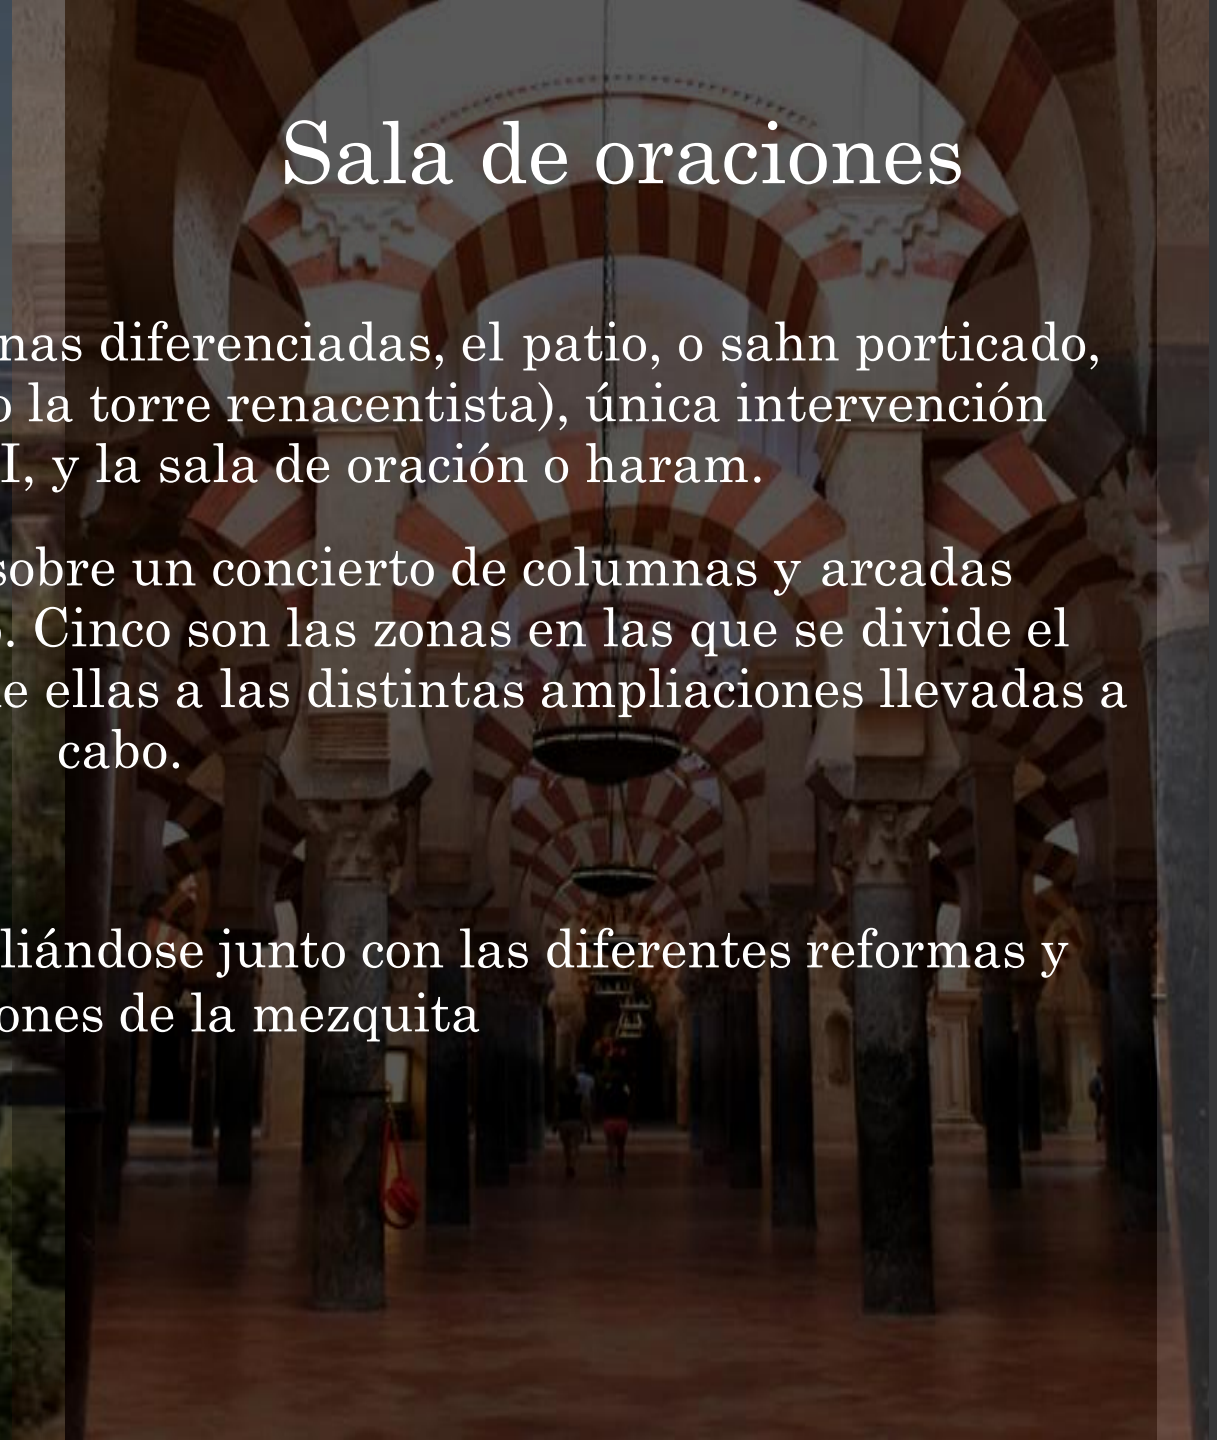 Sala de oraciones
nas diferenciadas, el patio, o sahn porticado,
o la torre renacentista), única intervención
I, y la sala de oración o haram.
sobre un concierto de columnas y arcadas
. Cinco son las zonas en las que se divide el
e ellas a las distintas ampliaciones llevadas a
cabo.
liándose junto con las diferentes reformas y
ones de la mezquita